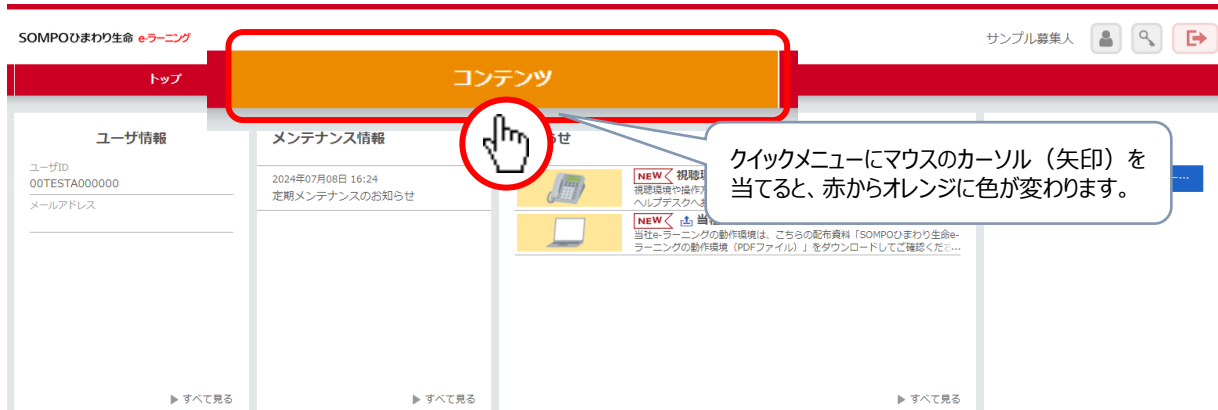 SOMPOひまわり生命 e-ラーニング
サンプル募集人
トップ
コンテンツ
ユーザ情報
ユーザID
00TESTA000000
メールアドレス
すべて見る
メンテナンス情報
2024年07月08日 16:24
定期メンテナンスのお知らせ
すべて見る
せ
NEW 視聴
視聴環境や操作
ヘルプデスクへ
NEW 当
当社e-ラーニングの動作環境は、こちらの配布資料「SOMPOひまわり生命e-
ラーニングの動作環境（PDFファイル）」をダウンロードしてご確認くださ…
すべて見る
クイックメニューにマウスのカーソル（矢印）を
当てると、赤からオレンジに色が変わります。